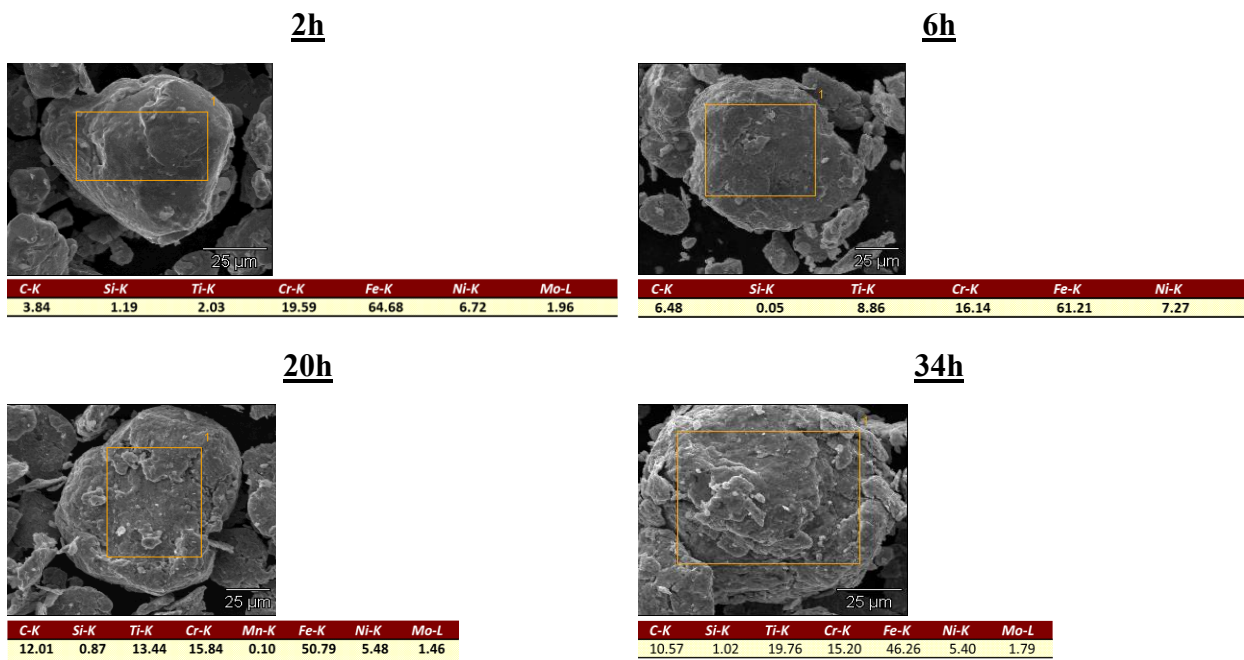 2h
6h
1
25 µm
1
25 µm
C-K Si-K Ti-K Cr-K Fe-K Ni-K Mo-L
3.84 1.19 2.03 19.59 64.68 6.72 1.96
C-K Si-K Ti-K Cr-K Fe-K Ni-K
6.48 0.05 8.86 16.14 61.21 7.27
20h
34h
1
25 µm
1
25 µm
C-K Si-K Ti-K Cr-K Mn-K Fe-K Ni-K Mo-L
12.01 0.87 13.44 15.84 0.10 50.79 5.48 1.46
C-K Si-K Ti-K Cr-K Fe-K Ni-K Mo-L
10.57 1.02 19.76 15.20 46.26 5.40 1.79